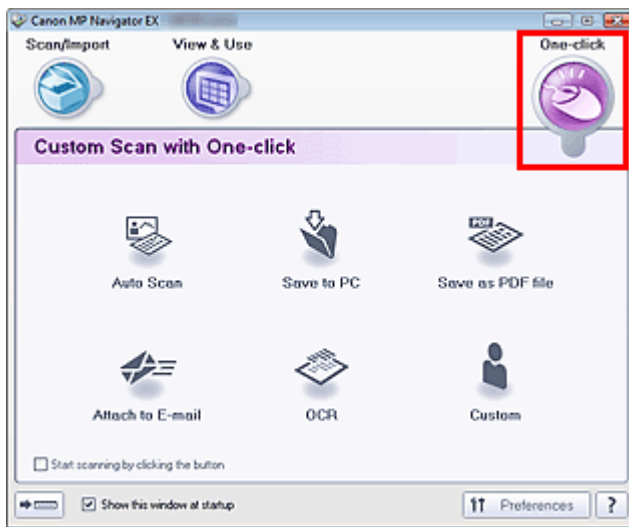 Canon MP Navigator EX
Scan/Import View & Use One-click
Custom Scan with One-click
Auto Scan Save to PC PDF Save as PDF file
Attach to E-mail OCR Custom
Start scanning by clicking the button
Show this window at startup Preferences ?